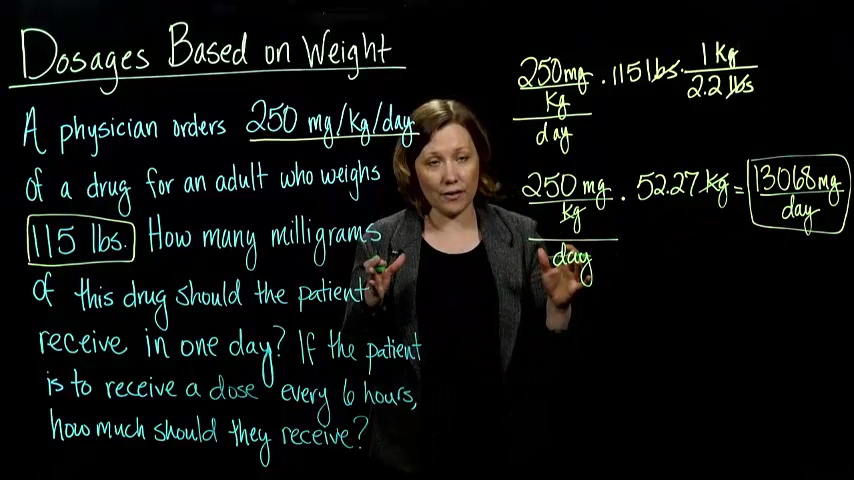 Dosages Based on Weight
A physician orders 250 mg/kg/day
of a drug for an adult who weighs
115 lbs. How many milligrams
of this drug should the patient
receive in one day? If the patient
is to receive a dose every 6 hours,
how much should they receive?
250mg/kg/day · 115 lbs · 1 kg/2.2 lbs
250 mg/kg/day · 52.27 kg = 13068 mg/day